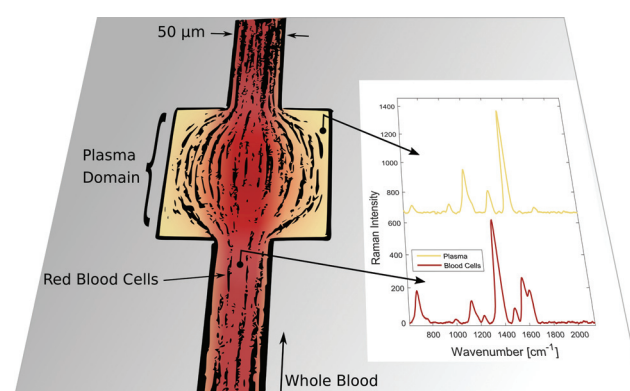 50 µm
Plasma
Domain
Red Blood Cells
Whole Blood
Raman Intensity
1400
1200
1000
800
600
400
200
0
Plasma
Blood Cells
800 1000 1200 1400 1600 1800 2000
Wavenumber [cm⁻¹]